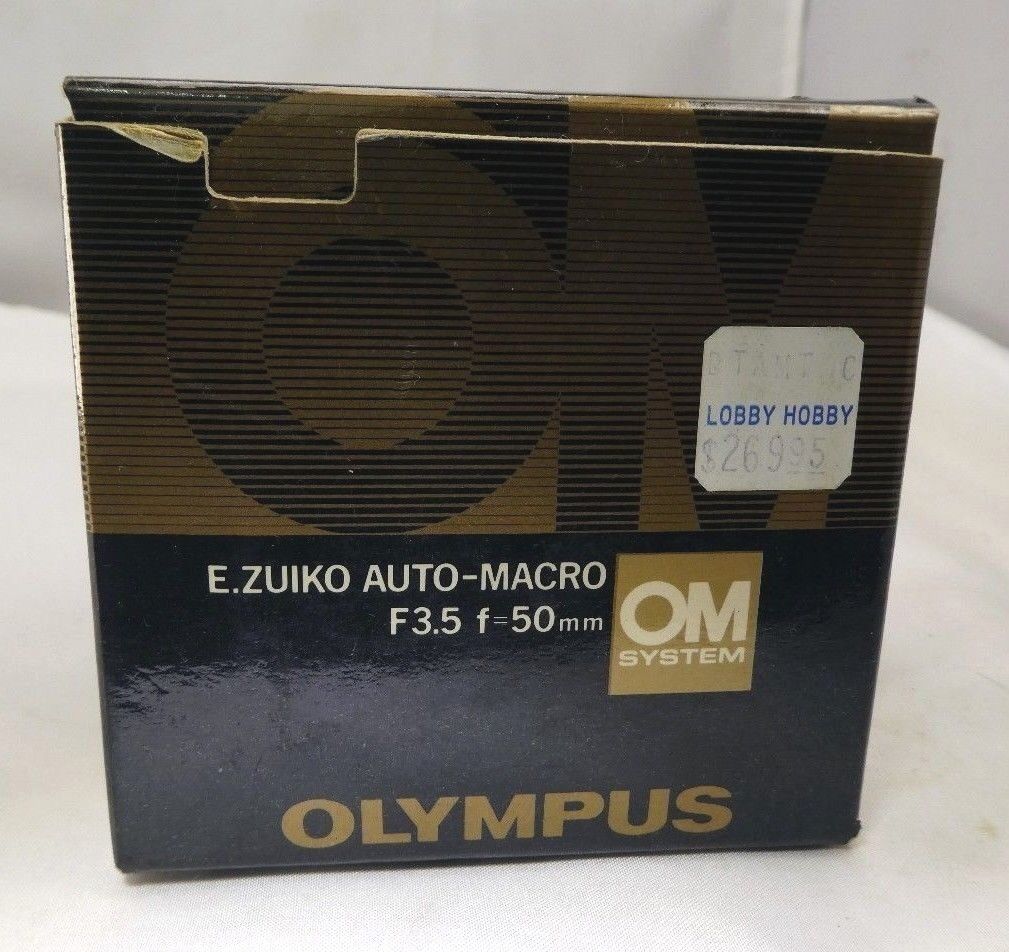 OM
LOBBY HOBBY
$26995
E.ZUIKO AUTO-MACRO
F3.5 f=50mm
OM
SYSTEM
OLYMPUS